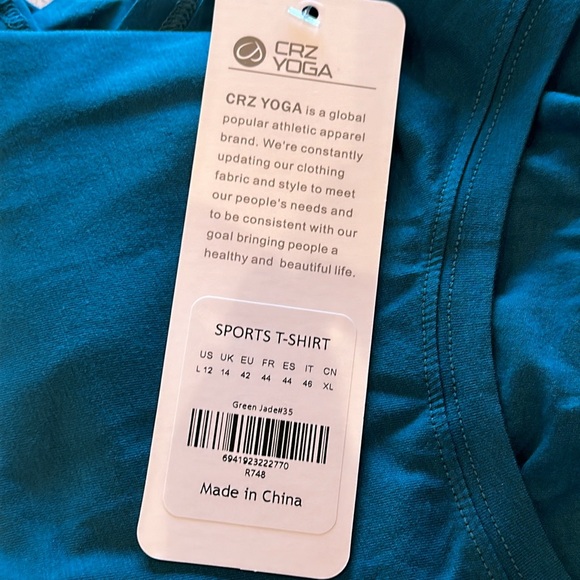 CRZ
YOGA
CRZ YOGA is a global
popular athletic apparel
brand. We're constantly
updating our clothing
fabric and style to meet
our people's needs and
to be consistent with our
goal bringing people a
healthy and beautiful life.
SPORTS T-SHIRT
US UK EU FR ES IT CN
L 12 14 42 44 44 46 XL
Green Jade#35
6941923222770
R748
Made in China